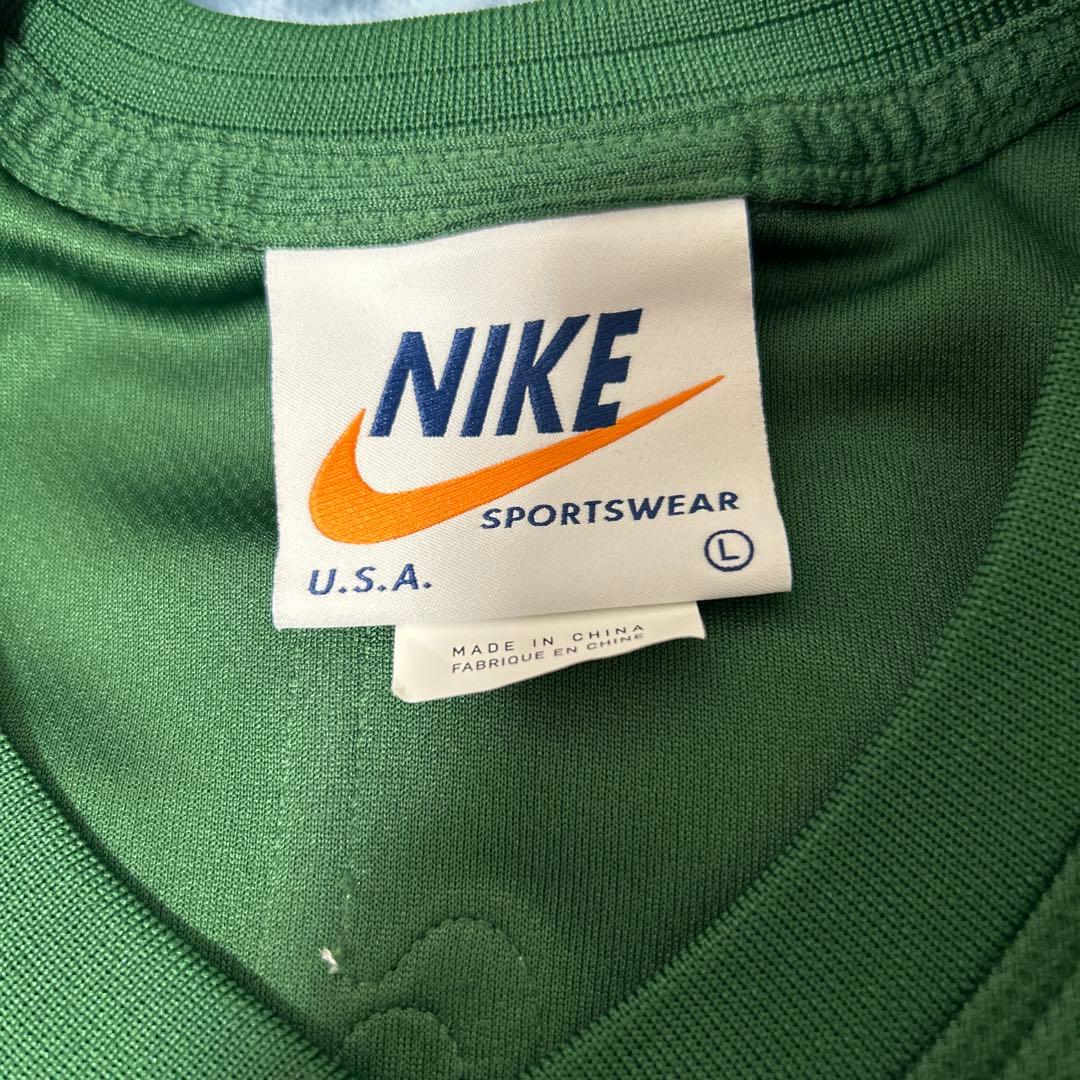 NIKE
SPORTSWEAR
L
U.S.A.
MADE IN CHINA
FABRIQUE EN CHINE